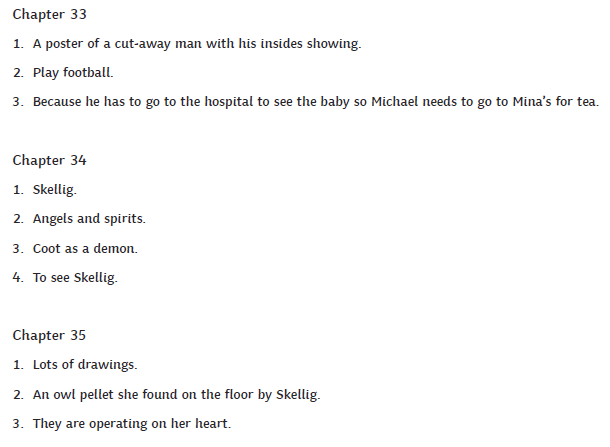 Chapter 33
1. A poster of a cut-away man with his insides showing.
2. Play football.
3. Because he has to go to the hospital to see the baby so Michael needs to go to Mina's for tea.
Chapter 34
1. Skellig.
2. Angels and spirits.
3. Coot as a demon.
4. To see Skellig.
Chapter 35
1. Lots of drawings.
2. An owl pellet she found on the floor by Skellig.
3. They are operating on her heart.